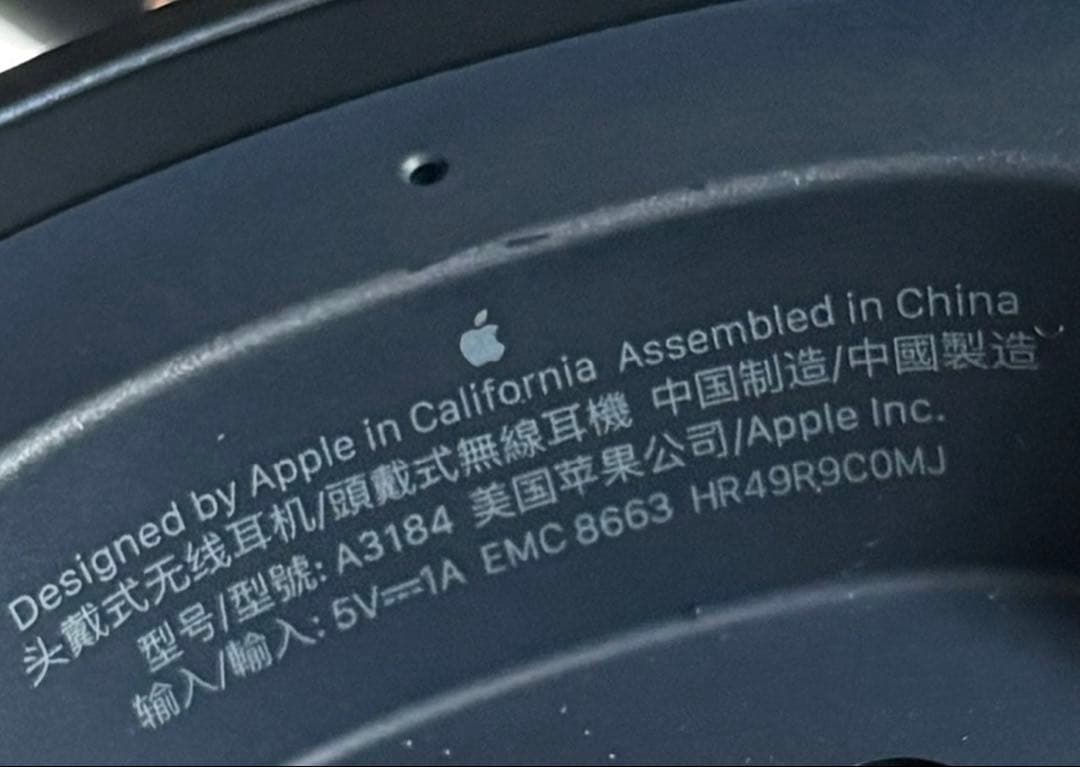 Designed by Apple in California Assembled in China
头戴式无线耳机/頭戴式無線耳機 中国制造/中國製造
型号/型號: A3184 美国苹果公司/Apple Inc.
输入/輸入: 5V⎓1A EMC 8663 HR49R9C0MJ